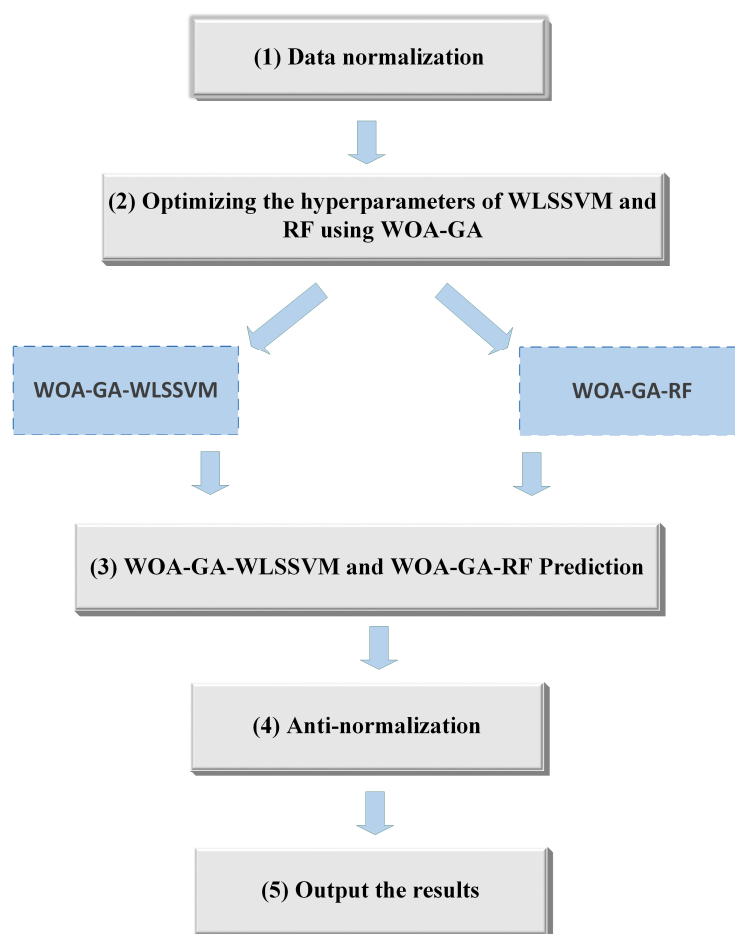 (1) Data normalization
(2) Optimizing the hyperparameters of WLSSVM and
RF using WOA-GA
WOA-GA-WLSSVM
WOA-GA-RF
(3) WOA-GA-WLSSVM and WOA-GA-RF Prediction
(4) Anti-normalization
(5) Output the results